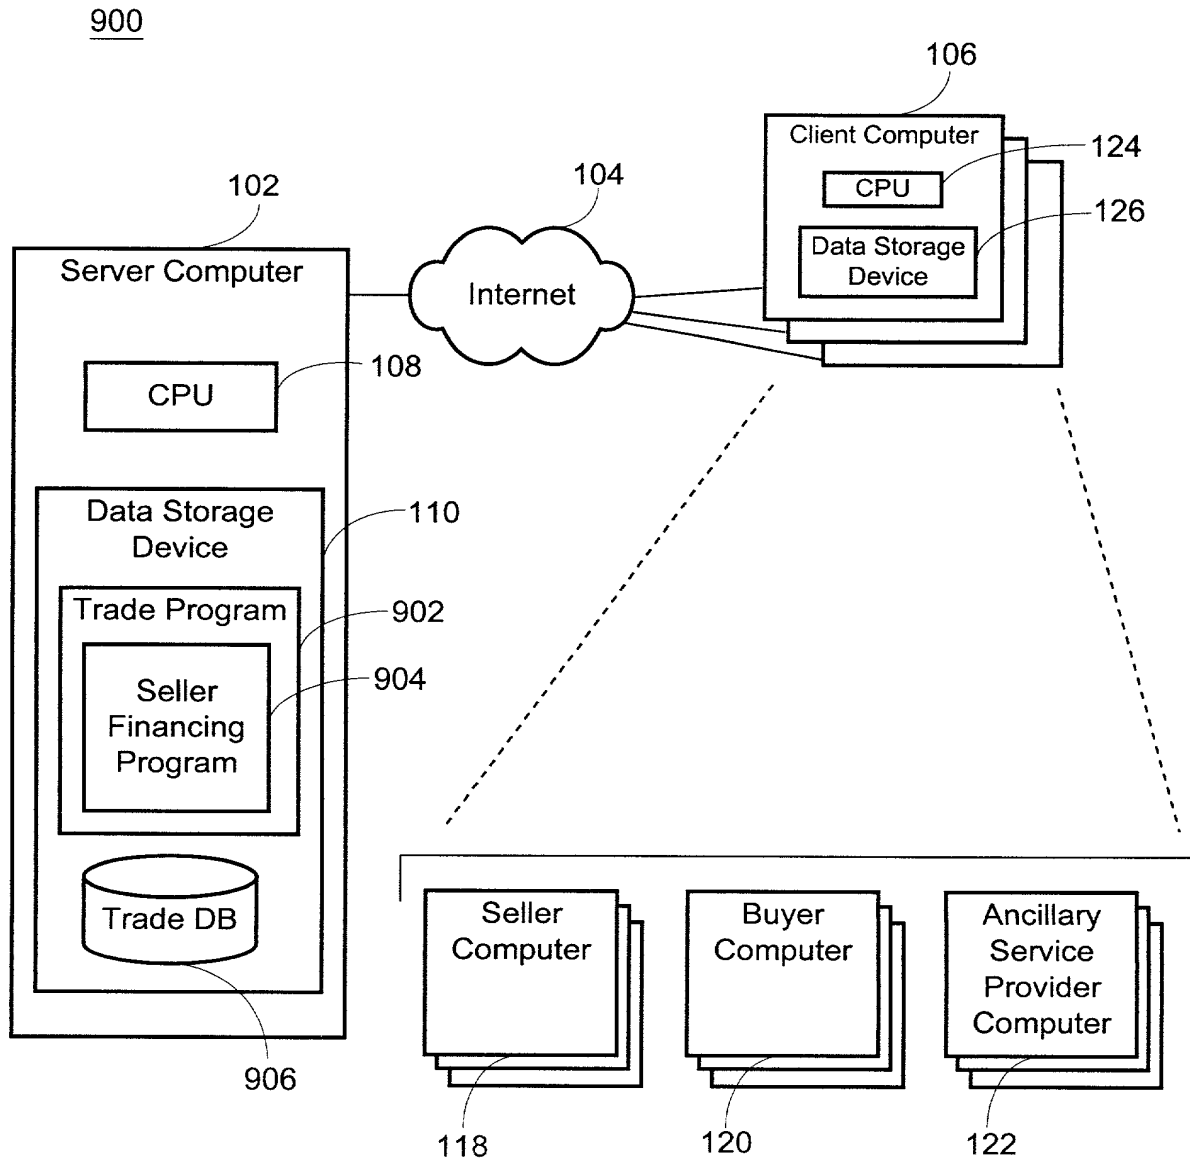 900
106
Client Computer
124
CPU
126
Data Storage
Device
104
Internet
102
Server Computer
108
CPU
110
Data Storage
Device
Trade Program
902
904
Seller
Financing
Program
Trade DB
906
Seller
Computer
118
Buyer
Computer
120
Ancillary
Service
Provider
Computer
122